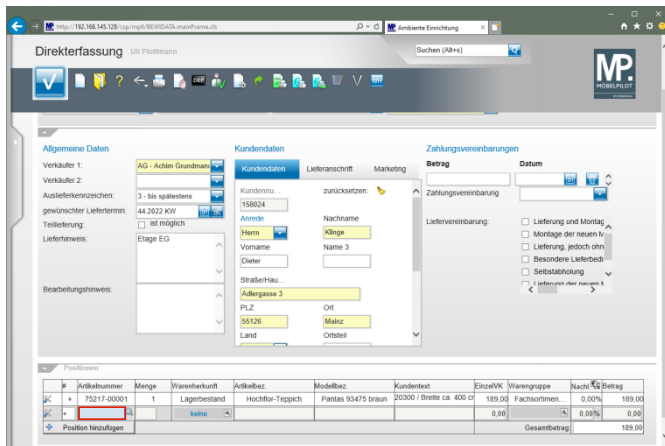 http://192.168.145.128/csp/mp6/BEWIDATA.mainFrame.cls
Ambiente Einrichtung
Direkterfassung Uli Flottmann
Suchen (Alt+s)
MP.
MÖBELPILOT
Allgemeine Daten
Verkäufer 1: AG - Achim Grundmann
Verkäufer 2:
Auslieferkennzeichen: 3 - bis spätestens
gewünschter Liefertermin: 44.2022 KW
Teillieferung: ist möglich
Lieferhinweis: Etage EG
Bearbeitungshinweis:
Kundendaten
Kundendaten Lieferanschrift Marketing
Kundennu... zurücksetzen:
158024
Anrede Nachname
Herrn Klinge
Vorname Name 3
Dieter
Straße/Hau...
Adlergasse 3
PLZ Ort
55126 Mainz
Land Ortsteil
Zahlungsvereinbarungen
Betrag Datum
Zahlungsvereinbarung
Liefervereinbarung: Lieferung und Montag
Montage der neuen M
Lieferung, jedoch ohn
Besondere Lieferbedi
Selbstabholung
Lieferung der neuen M
Positionen
# Artikelnummer Menge Warenherkunft Artikelbez. Modellbez. Kundentext EinzelVK Warengruppe Nachl Betrag
+ 75217-00001 1 Lagerbestand Hochflor-Teppich Pantas 93475 braun 20300 / Breite ca. 400 cm 189,00 Fachsortimen... 0,00% 189,00
+ keine 0,00 0,00% 0,00
Position hinzufügen Gesamtbetrag: 189,00